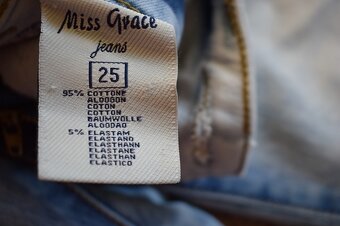 Miss Grace
jeans
25
95% COTTONE
ALGODON
COTON
COTTON
BAUMWOLLE
ALGODAO
5% ELASTAM
ELASTANO
ELASTHANN
ELASTANE
ELASTHAN
ELASTICO